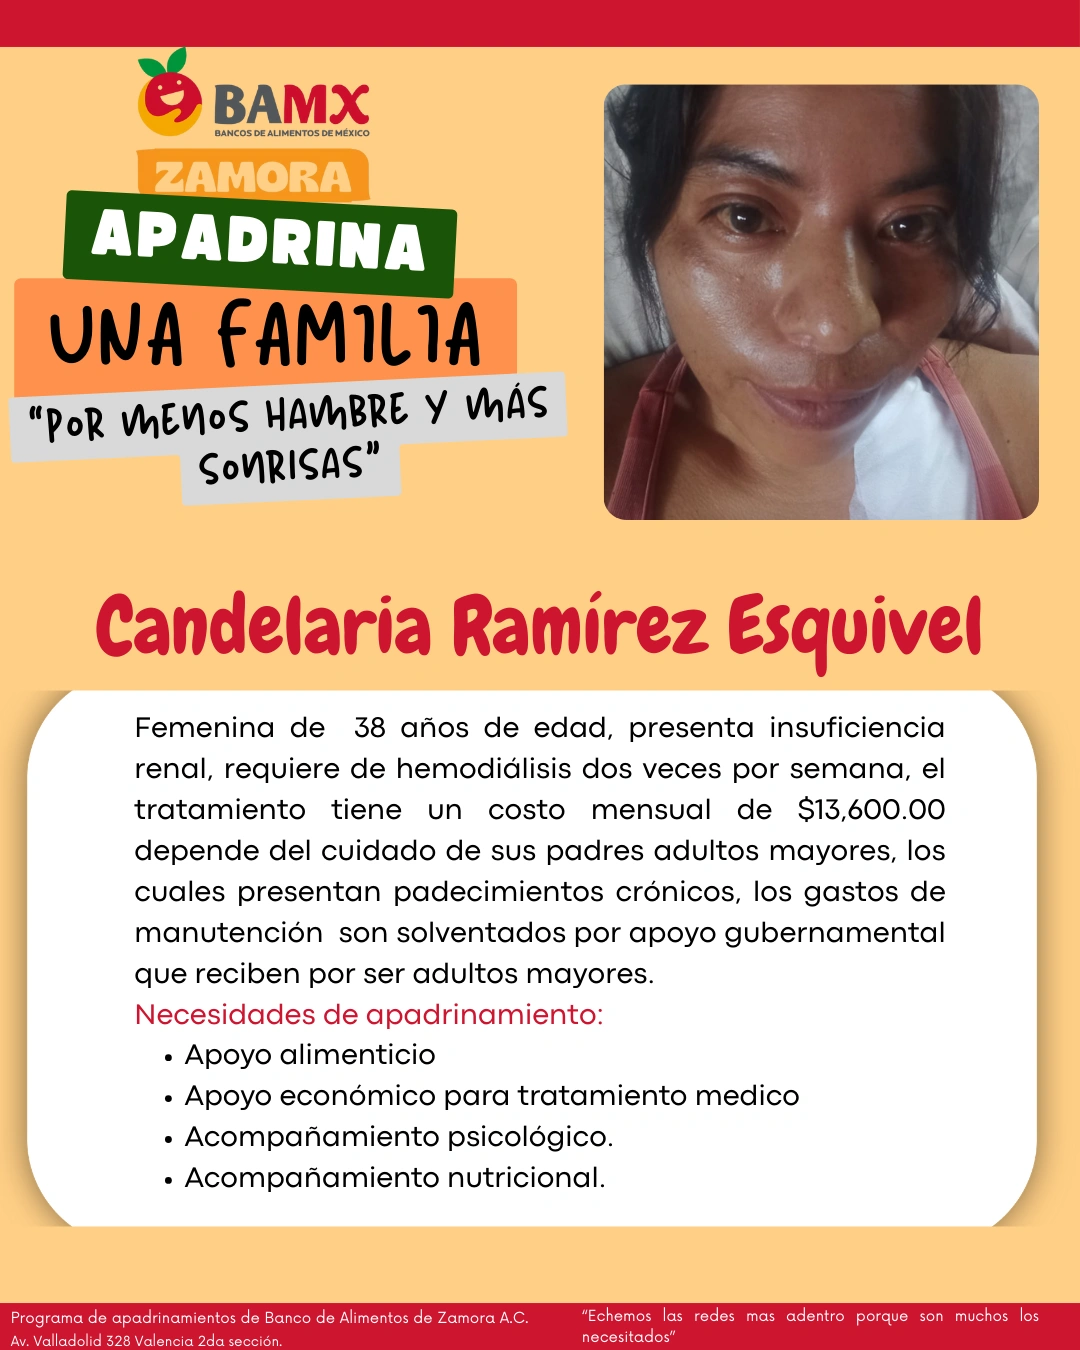 BAMX
BANCOS DE ALIMENTOS DE MÉXICO
ZAMORA
APADRINA
UNA FAMILIA
“POR MENOS HAMBRE Y MÁS
SONRISAS”
Candelaria Ramírez Esquivel
Femenina de 38 años de edad, presenta insuficiencia
renal, requiere de hemodiálisis dos veces por semana, el
tratamiento tiene un costo mensual de $13,600.00
depende del cuidado de sus padres adultos mayores, los
cuales presentan padecimientos crónicos, los gastos de
manutención son solventados por apoyo gubernamental
que reciben por ser adultos mayores.
Necesidades de apadrinamiento:
• Apoyo alimenticio
• Apoyo económico para tratamiento medico
• Acompañamiento psicológico.
• Acompañamiento nutricional.
Programa de apadrinamientos de Banco de Alimentos de Zamora A.C.
Av. Valladolid 328 Valencia 2da sección.
“Echemos las redes mas adentro porque son muchos los
necesitados”